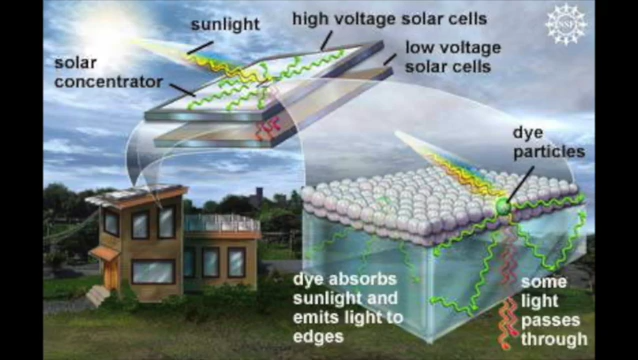 sunlight
high voltage solar cells
low voltage
solar cells
solar
concentrator
dye
particles
dye absorbs
sunlight and
emits light to
edges
some
light
passes
through
NSF